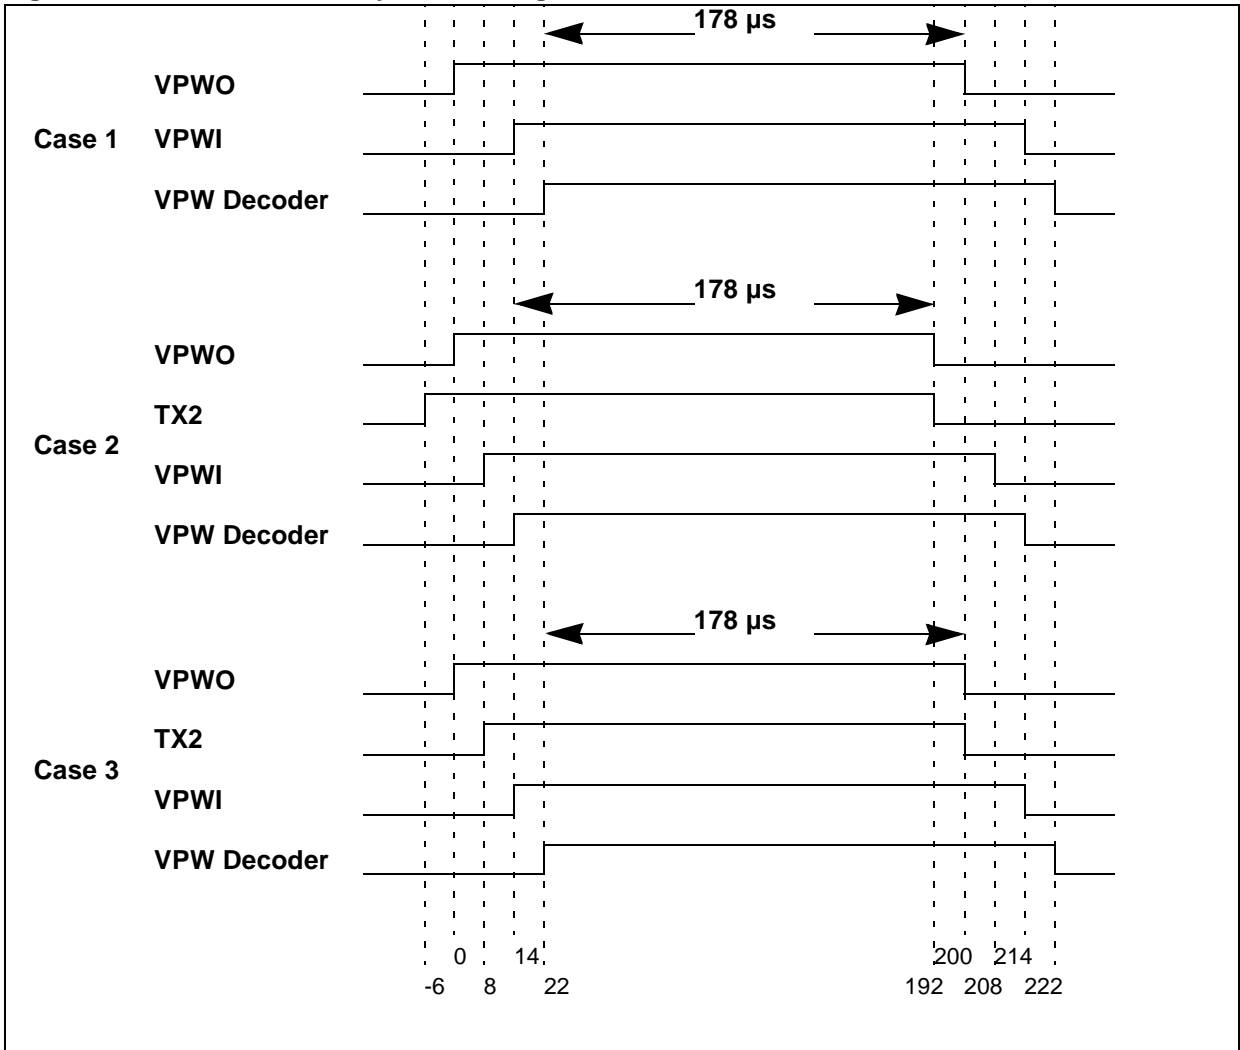 178 µs
VPWO
Case 1 VPWI
VPW Decoder
178 µs
VPWO
TX2
Case 2
VPWI
VPW Decoder
178 µs
VPWO
TX2
Case 3
VPWI
VPW Decoder
0 14 200 214
-6 8 22 192 208 222